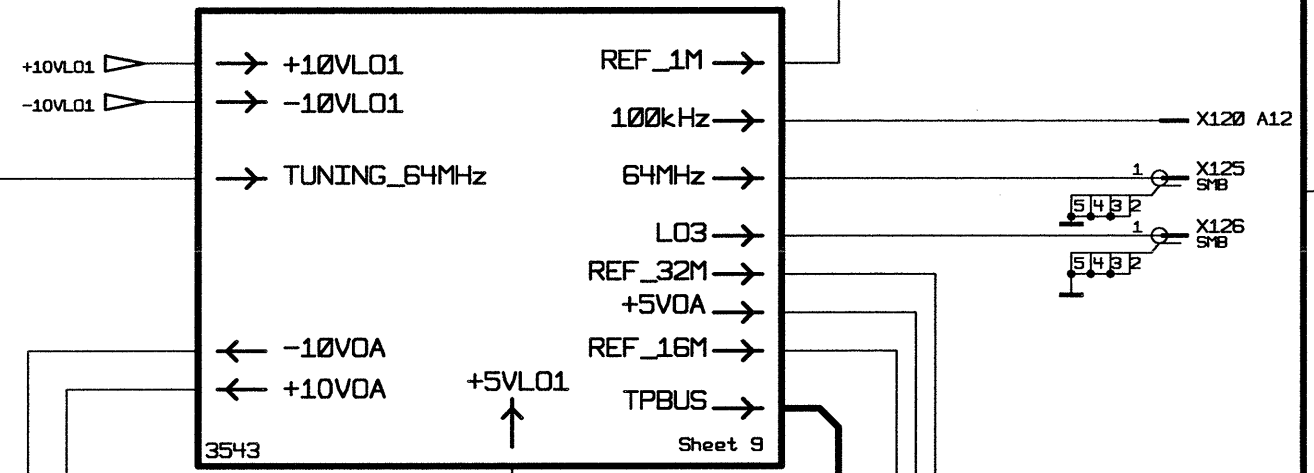 +10VLO1
+10VLO1
REF_1M
-10VLO1
-10VLO1
100kHz
X120 A12
TUNING_64MHz
64MHz
1
X125
SMB
5 4 3 2
LO3
1
X126
SMB
5 4 3 2
REF_32M
+5VOA
-10VOA
REF_16M
+10VOA
+5VLO1
TPBUS
3543
Sheet 9